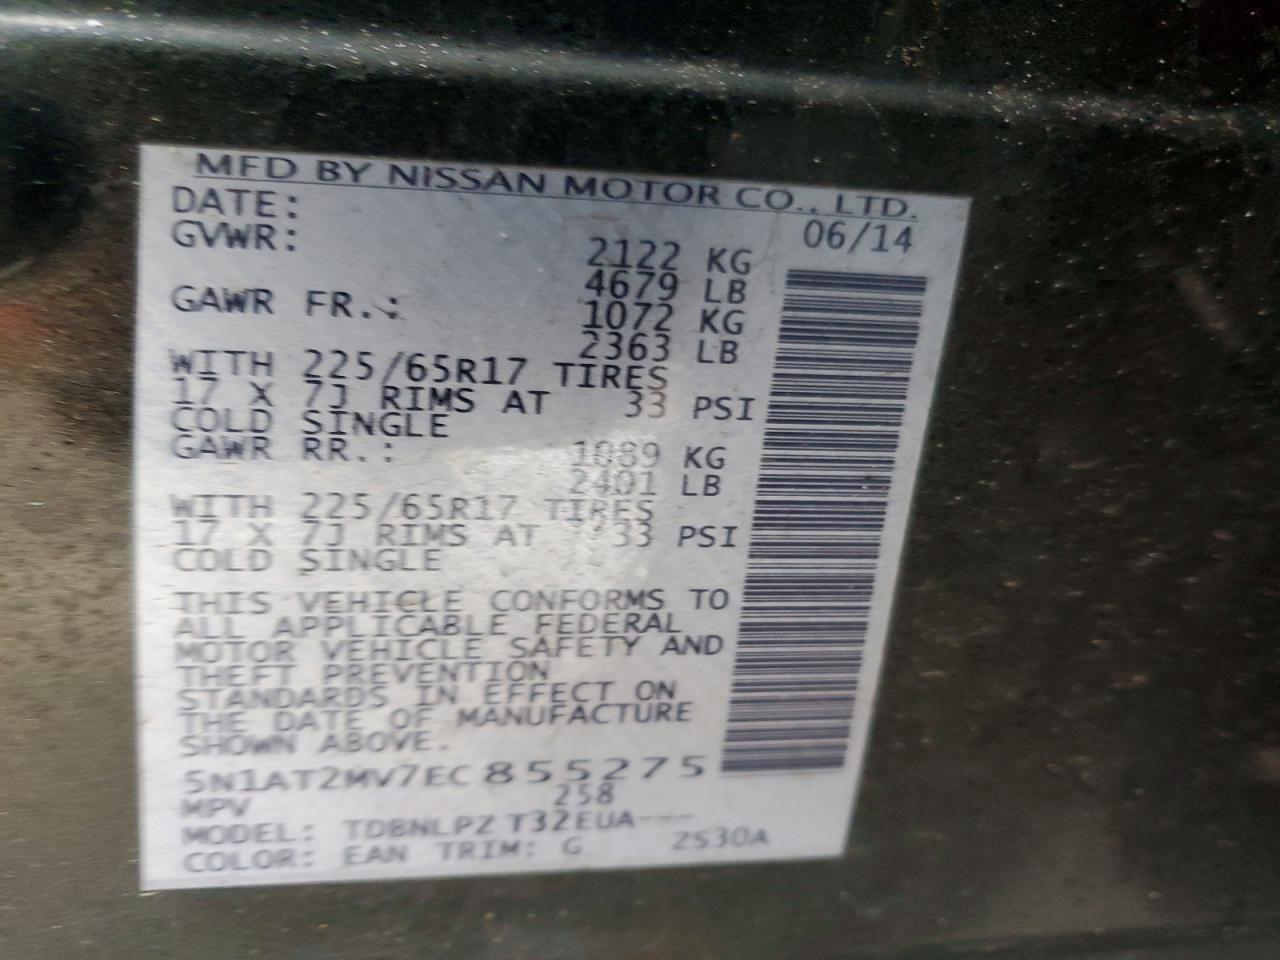 MFD BY NISSAN MOTOR CO., LTD.
DATE: 06/14
GVWR: 2122 KG
4679 LB
GAWR FR.: 1072 KG
2363 LB
WITH 225/65R17 TIRES
17 X 7J RIMS AT 33 PSI
COLD SINGLE
GAWR RR.: 1089 KG
2401 LB
WITH 225/65R17 TIRES
17 X 7J RIMS AT 33 PSI
COLD SINGLE
THIS VEHICLE CONFORMS TO
ALL APPLICABLE FEDERAL
MOTOR VEHICLE SAFETY AND
THEFT PREVENTION
STANDARDS IN EFFECT ON
THE DATE OF MANUFACTURE
SHOWN ABOVE.
5N1AT2MV7EC855275
MPV 258
MODEL: TDBNLPZ T32EUA---
COLOR: EAN TRIM: G ZS30A